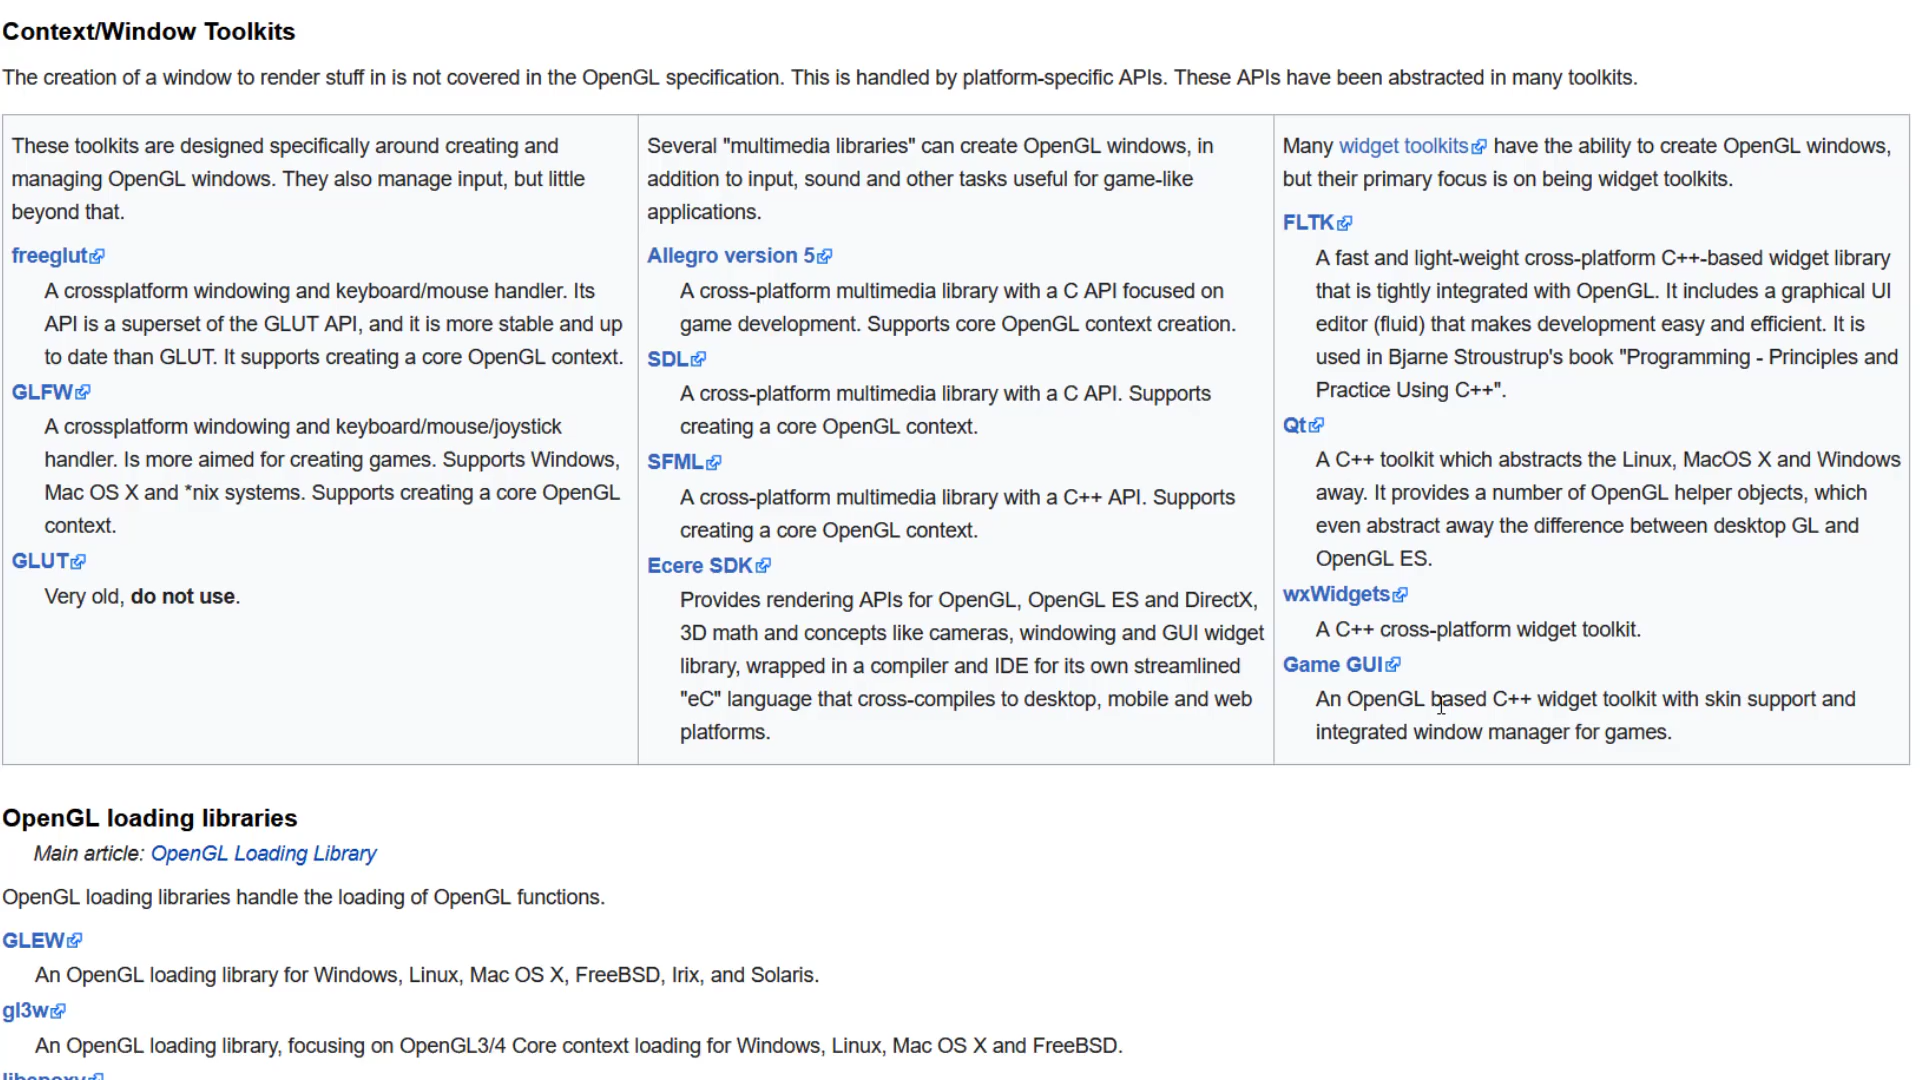 Context/Window Toolkits
The creation of a window to render stuff in is not covered in the OpenGL specification. This is handled by platform-specific APIs. These APIs have been abstracted in many toolkits.
These toolkits are designed specifically around creating and
managing OpenGL windows. They also manage input, but little
beyond that.
freeglut
A crossplatform windowing and keyboard/mouse handler. Its
API is a superset of the GLUT API, and it is more stable and up
to date than GLUT. It supports creating a core OpenGL context.
GLFW
A crossplatform windowing and keyboard/mouse/joystick
handler. Is more aimed for creating games. Supports Windows,
Mac OS X and *nix systems. Supports creating a core OpenGL
context.
GLUT
Very old, do not use.
Several "multimedia libraries" can create OpenGL windows, in
addition to input, sound and other tasks useful for game-like
applications.
Allegro version 5
A cross-platform multimedia library with a C API focused on
game development. Supports core OpenGL context creation.
SDL
A cross-platform multimedia library with a C API. Supports
creating a core OpenGL context.
SFML
A cross-platform multimedia library with a C++ API. Supports
creating a core OpenGL context.
Ecere SDK
Provides rendering APIs for OpenGL, OpenGL ES and DirectX,
3D math and concepts like cameras, windowing and GUI widget
library, wrapped in a compiler and IDE for its own streamlined
"eC" language that cross-compiles to desktop, mobile and web
platforms.
Many widget toolkits have the ability to create OpenGL windows,
but their primary focus is on being widget toolkits.
FLTK
A fast and light-weight cross-platform C++-based widget library
that is tightly integrated with OpenGL. It includes a graphical UI
editor (fluid) that makes development easy and efficient. It is
used in Bjarne Stroustrup's book "Programming - Principles and
Practice Using C++".
Qt
A C++ toolkit which abstracts the Linux, MacOS X and Windows
away. It provides a number of OpenGL helper objects, which
even abstract away the difference between desktop GL and
OpenGL ES.
wxWidgets
A C++ cross-platform widget toolkit.
Game GUI
An OpenGL based C++ widget toolkit with skin support and
integrated window manager for games.
OpenGL loading libraries
Main article: OpenGL Loading Library
OpenGL loading libraries handle the loading of OpenGL functions.
GLEW
An OpenGL loading library for Windows, Linux, Mac OS X, FreeBSD, Irix, and Solaris.
gl3w
An OpenGL loading library, focusing on OpenGL3/4 Core context loading for Windows, Linux, Mac OS X and FreeBSD.